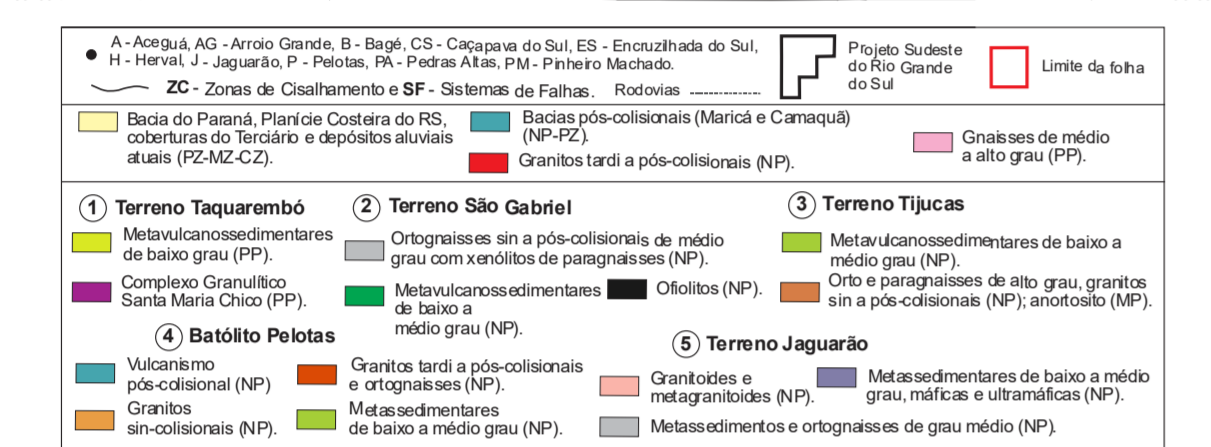 A - Aceguá, AG - Arroio Grande, B - Bagé, CS - Caçapava do Sul, ES - Encruzilhada do Sul,
H - Herval, J - Jaguarão, P - Pelotas, PA - Pedras Altas, PM - Pinheiro Machado.
ZC - Zonas de Cisalhamento e SF - Sistemas de Falhas. Rodovias
Projeto Sudeste
do Rio Grande
do Sul
Limite da folha
Bacia do Paraná, Planície Costeira do RS,
coberturas do Terciário e depósitos aluviais
atuais (PZ-MZ-CZ).
Bacias pós-colisionais (Maricá e Camaquã)
(NP-PZ).
Granitos tardi a pós-colisionais (NP).
Gnaisses de médio
a alto grau (PP).
1 Terreno Taquarembó
Metavulcanossedimentares
de baixo grau (PP).
Complexo Granulítico
Santa Maria Chico (PP).
2 Terreno São Gabriel
Ortognaisses sin a pós-colisionais de médio
grau com xenólitos de paragnaisses (NP).
Metavulcanossedimentares
de baixo a
médio grau (NP).
Ofiolitos (NP).
3 Terreno Tijucas
Metavulcanossedimentares de baixo a
médio grau (NP).
Orto e paragnaisses de alto grau, granitos
sin a pós-colisionais (NP); anortosito (MP).
4 Batólito Pelotas
Vulcanismo
pós-colisional (NP)
Granitos
sin-colisionais (NP).
Granitos tardi a pós-colisionais
e ortognaisses (NP).
Metassedimentares
de baixo a médio grau (NP).
5 Terreno Jaguarão
Granitoides e
metagranitoides (NP).
Metassedimentares de baixo a médio
grau, máficas e ultramáficas (NP).
Metassedimentos e ortognaisses de grau médio (NP).